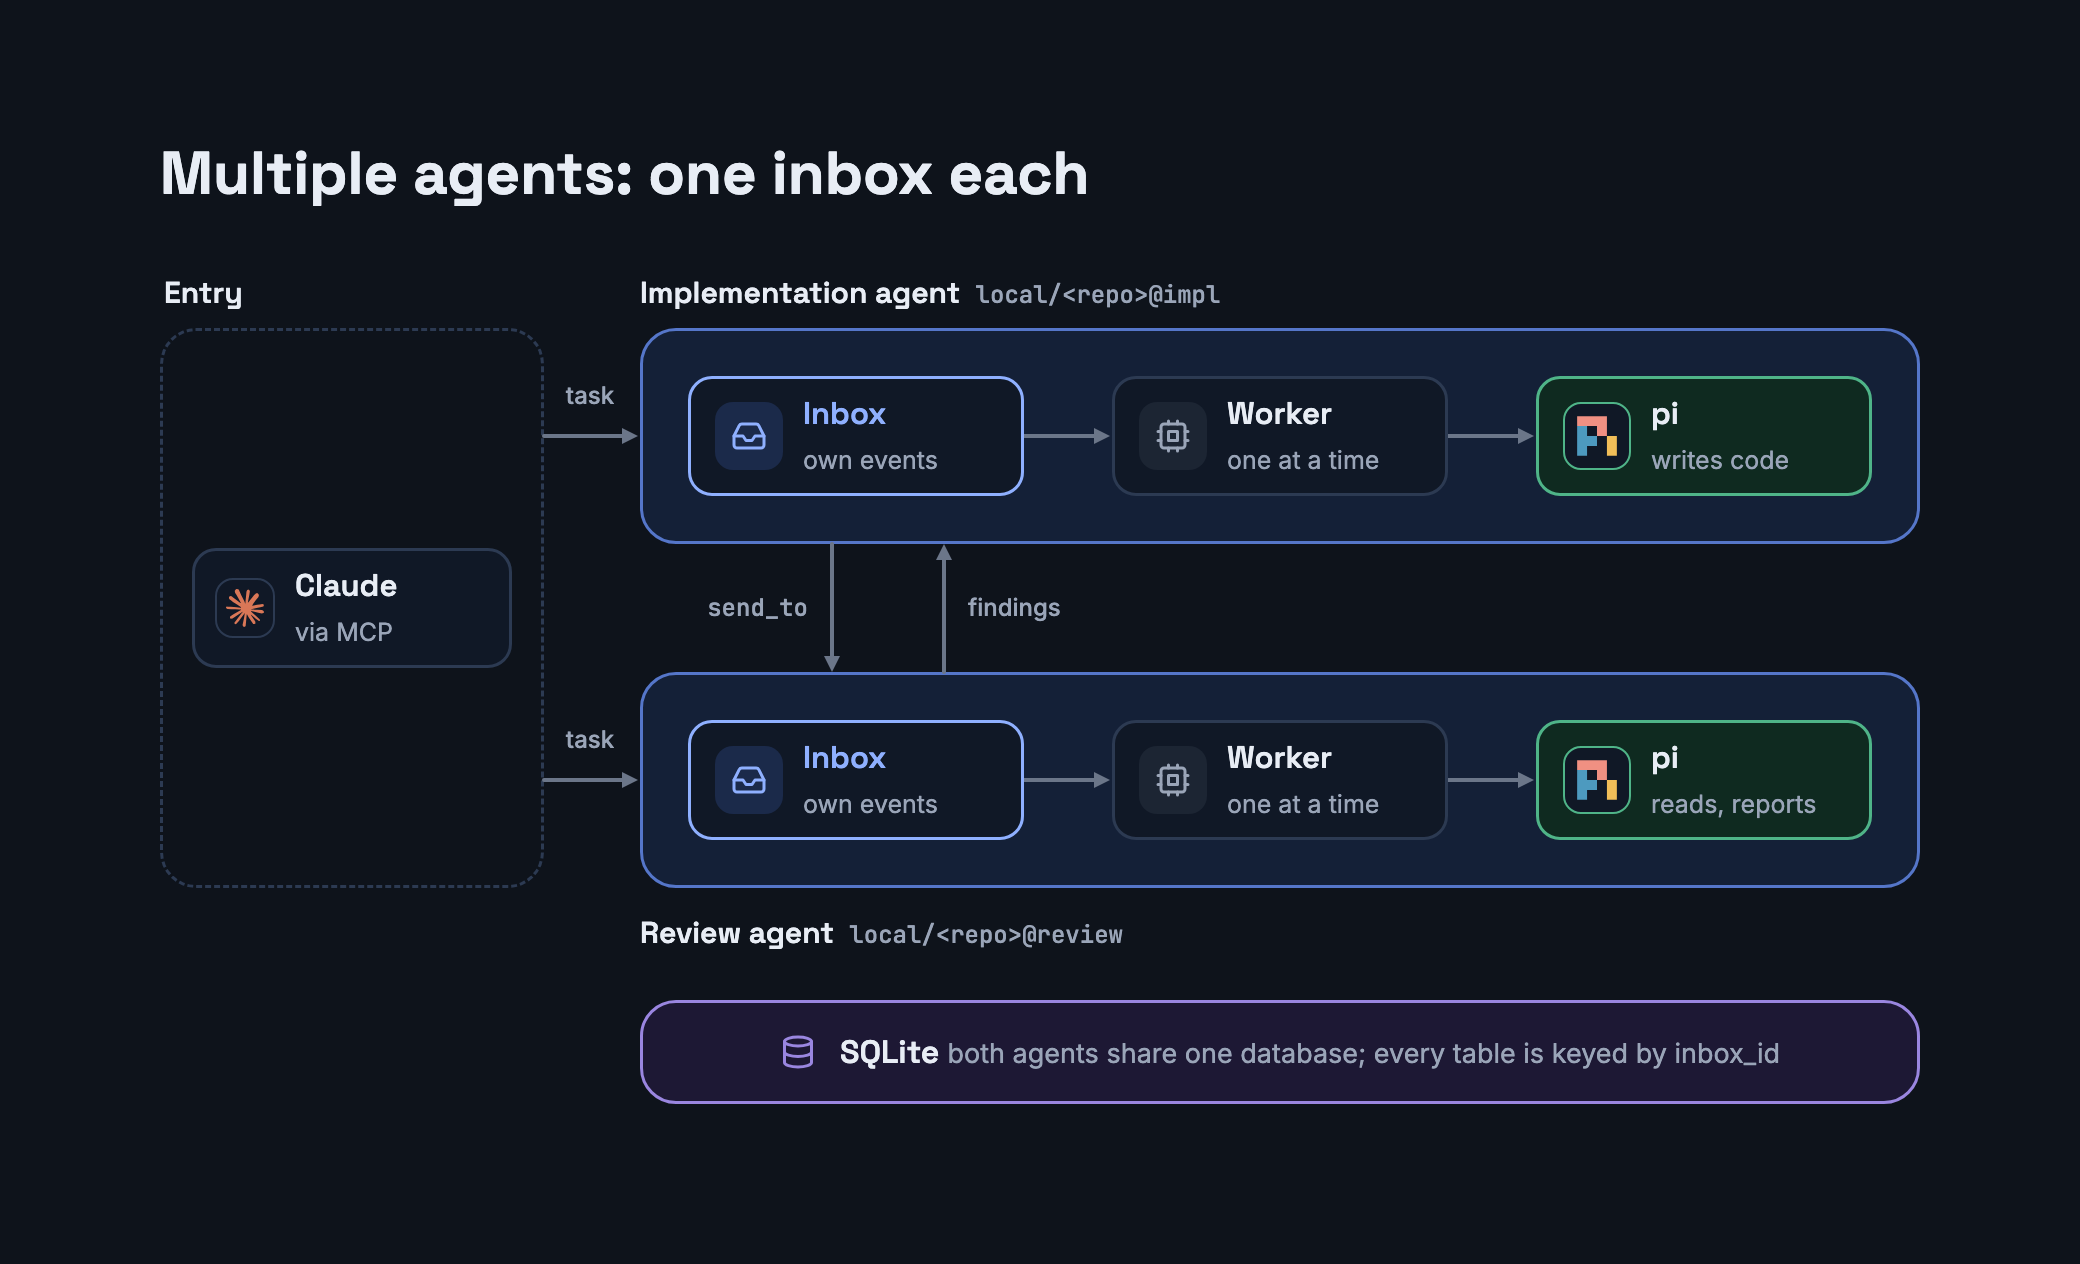 Multiple agents: one inbox each
Entry
Implementation agent local/<repo>@impl
task
Inbox
own events
Worker
one at a time
pi
writes code
Claude
via MCP
send_to
findings
task
Inbox
own events
Worker
one at a time
pi
reads, reports
Review agent local/<repo>@review
SQLite both agents share one database; every table is keyed by inbox_id